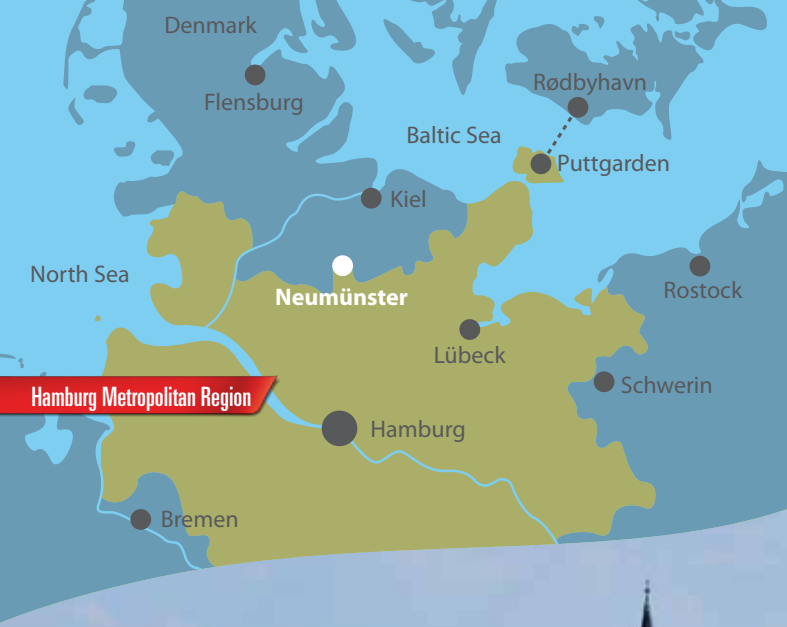 Denmark
Flensburg
Rødbyhavn
Baltic Sea
Puttgarden
Kiel
North Sea
Neumünster
Rostock
Lübeck
Schwerin
Hamburg Metropolitan Region
Hamburg
Bremen